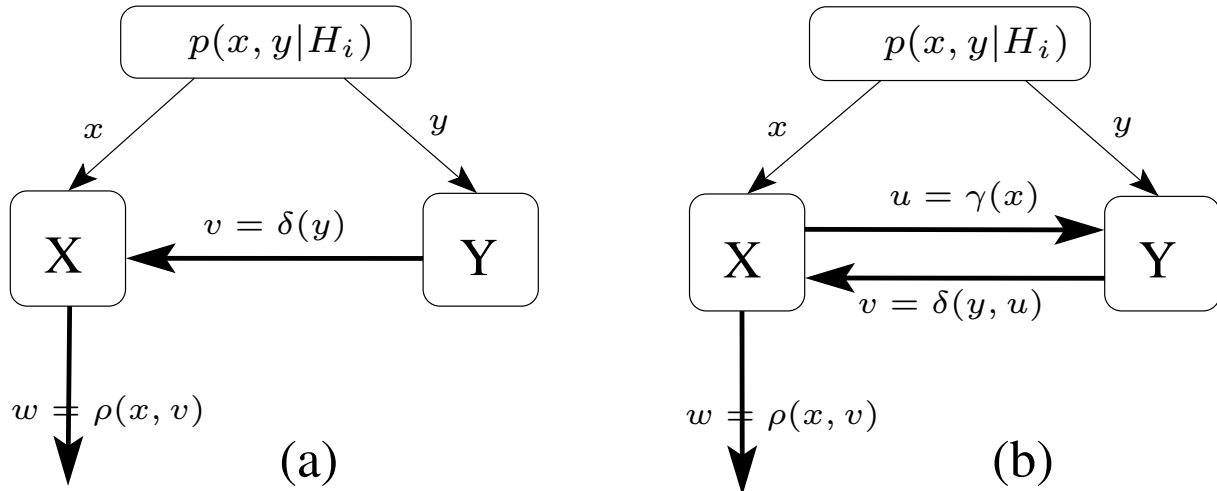 p(x, y|H_i)
x
y
X
v = δ(y)
Y
w = ρ(x, v)
(a)
p(x, y|H_i)
x
y
u = γ(x)
X
v = δ(y, u)
Y
w = ρ(x, v)
(b)